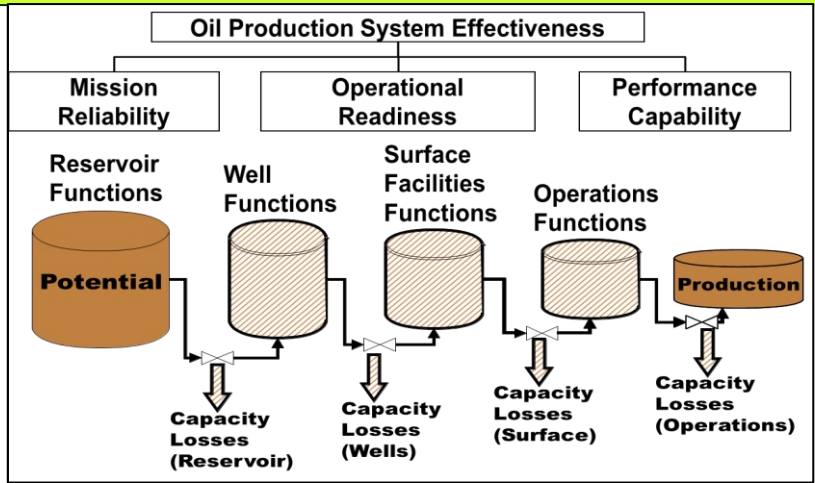 Oil Production System Effectiveness
Mission
Reliability
Operational
Readiness
Performance
Capability
Reservoir
Functions
Well
Functions
Surface
Facilities
Functions
Operations
Functions
Potential
Production
Capacity
Losses
(Reservoir)
Capacity
Losses
(Wells)
Capacity
Losses
(Surface)
Capacity
Losses
(Operations)